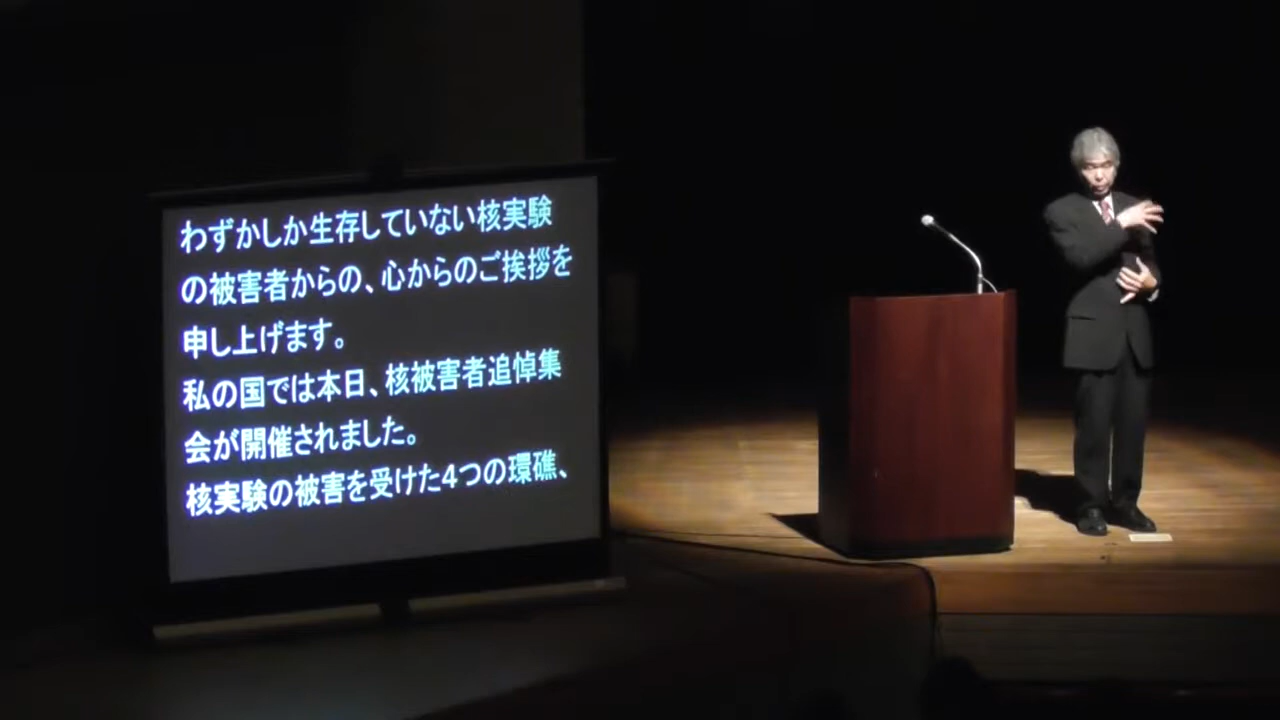 わずかしか生存していない核実験
の被害者からの、心からのご挨拶を
申し上げます。
私の国では本日、核被害者追悼集
会が開催されました。
核実験の被害を受けた4つの環礁、